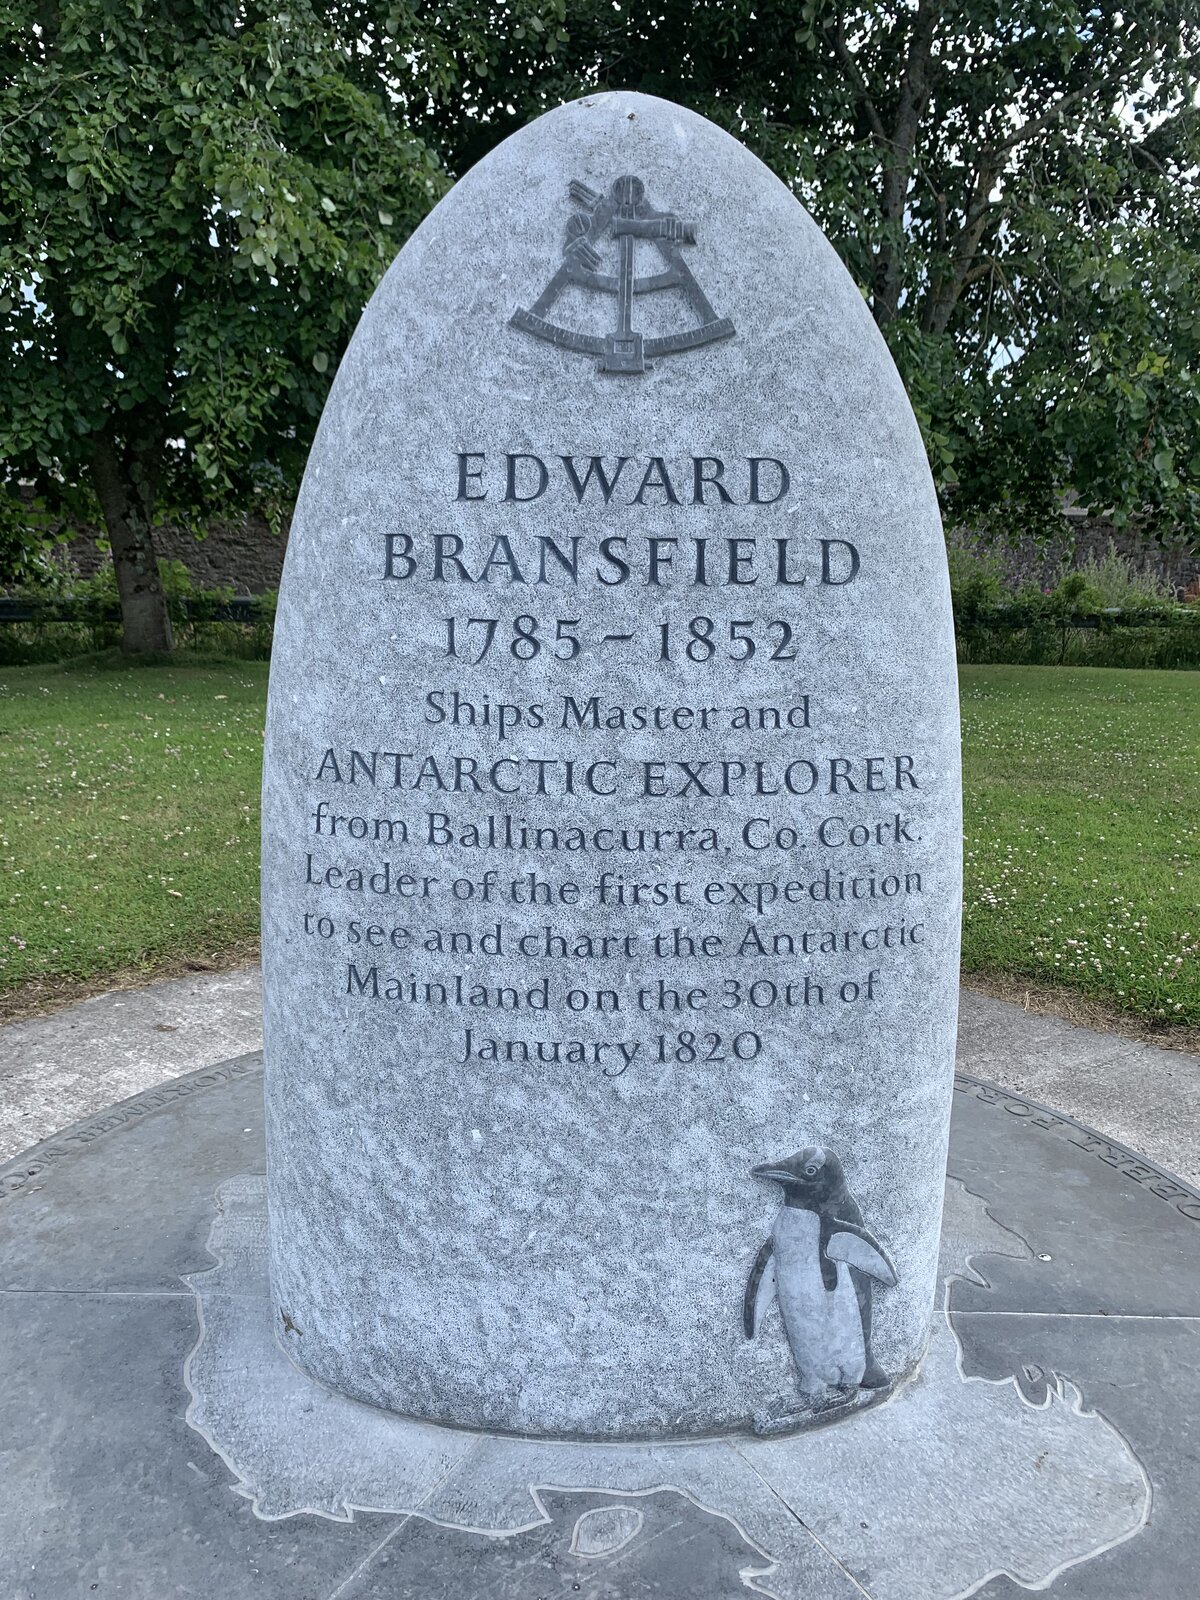 EDWARD
BRANSFIELD
1785 – 1852
Ships Master and
ANTARCTIC EXPLORER
from Ballinacurra, Co. Cork.
Leader of the first expedition
to see and chart the Antarctic
Mainland on the 30th of
January 1820